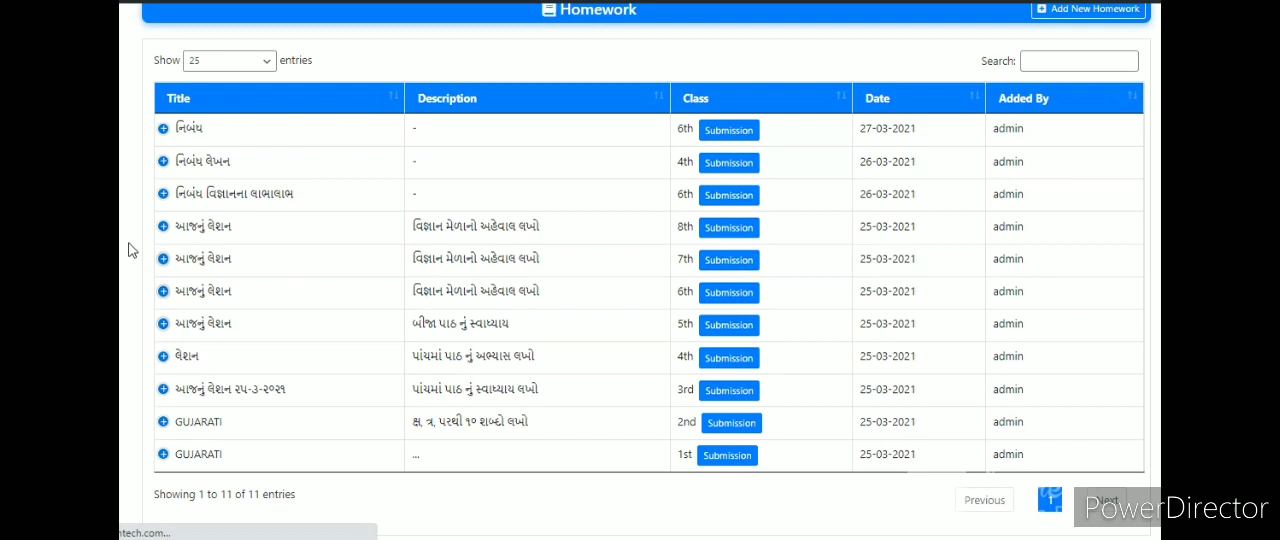 Homework
Add New Homework
Show 25 entries
Search:
Title Description Class Date Added By
નિબંધ - 6th Submission 27-03-2021 admin
નિબંધ લેખન - 4th Submission 26-03-2021 admin
નિબંધ વિજ્ઞાનના લાભાલાભ - 6th Submission 26-03-2021 admin
આજનું લેશન વિજ્ઞાન મેળાનો અહેવાલ લખો 8th Submission 25-03-2021 admin
આજનું લેશન વિજ્ઞાન મેળાનો અહેવાલ લખો 7th Submission 25-03-2021 admin
આજનું લેશન વિજ્ઞાન મેળાનો અહેવાલ લખો 6th Submission 25-03-2021 admin
આજનું લેશન બીજા પાઠ નું સ્વાધ્યાય 5th Submission 25-03-2021 admin
લેશન પાંચમાં પાઠ નું અભ્યાસ લખો 4th Submission 25-03-2021 admin
આજનું લેશન ૨૫-૩-૨૦૨૧ પાંચમાં પાઠ નું સ્વાધ્યાય લખો 3rd Submission 25-03-2021 admin
GUJARATI ક્ષ, ત્ર, પરથી ૧૦ શબ્દો લખો 2nd Submission 25-03-2021 admin
GUJARATI ... 1st Submission 25-03-2021 admin
Showing 1 to 11 of 11 entries
Previous 1 Next
PowerDirector
ntech.com...